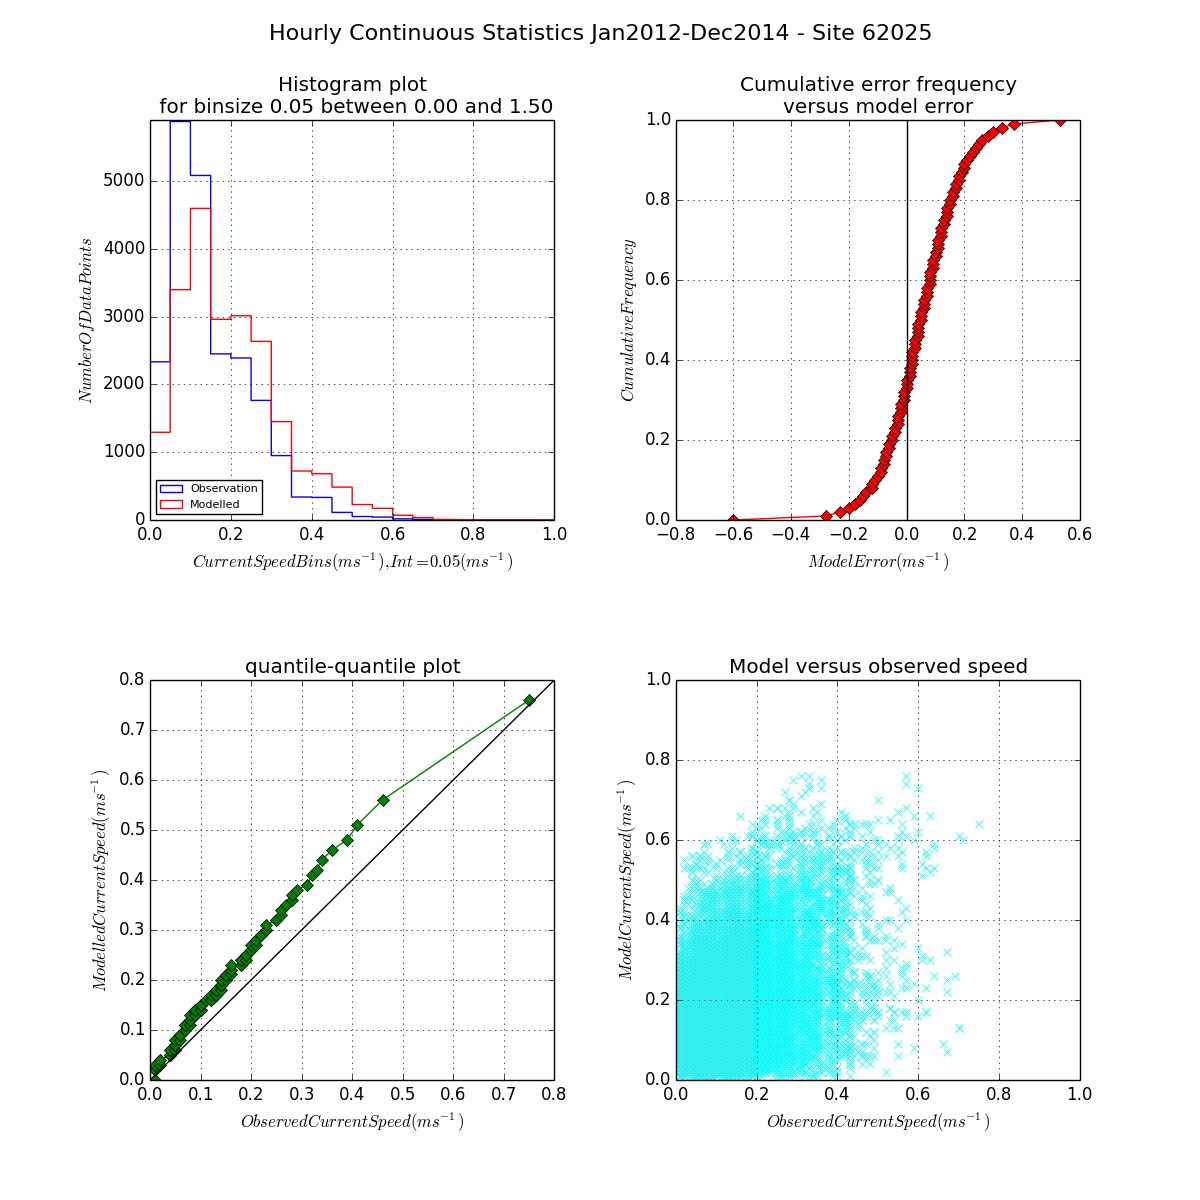 Hourly Continuous Statistics Jan2012-Dec2014 - Site 62025
Histogram plot
for binsize 0.05 between 0.00 and 1.50
5000
4000
3000
2000
1000
0
NumberOfDataPoints
Observation
Modelled
0.0 0.2 0.4 0.6 0.8 1.0
CurrentSpeedBins(ms⁻¹),Int=0.05(ms⁻¹)
Cumulative error frequency
versus model error
1.0
0.8
0.6
0.4
0.2
0.0
CumulativeFrequency
−0.8 −0.6 −0.4 −0.2 0.0 0.2 0.4 0.6
ModelError(ms⁻¹)
quantile-quantile plot
0.8
0.7
0.6
0.5
0.4
0.3
0.2
0.1
0.0
ModelledCurrentSpeed(ms⁻¹)
0.0 0.1 0.2 0.3 0.4 0.5 0.6 0.7 0.8
ObservedCurrentSpeed(ms⁻¹)
Model versus observed speed
1.0
0.8
0.6
0.4
0.2
0.0
ModelCurrentSpeed(ms⁻¹)
0.0 0.2 0.4 0.6 0.8 1.0
ObservedCurrentSpeed(ms⁻¹)